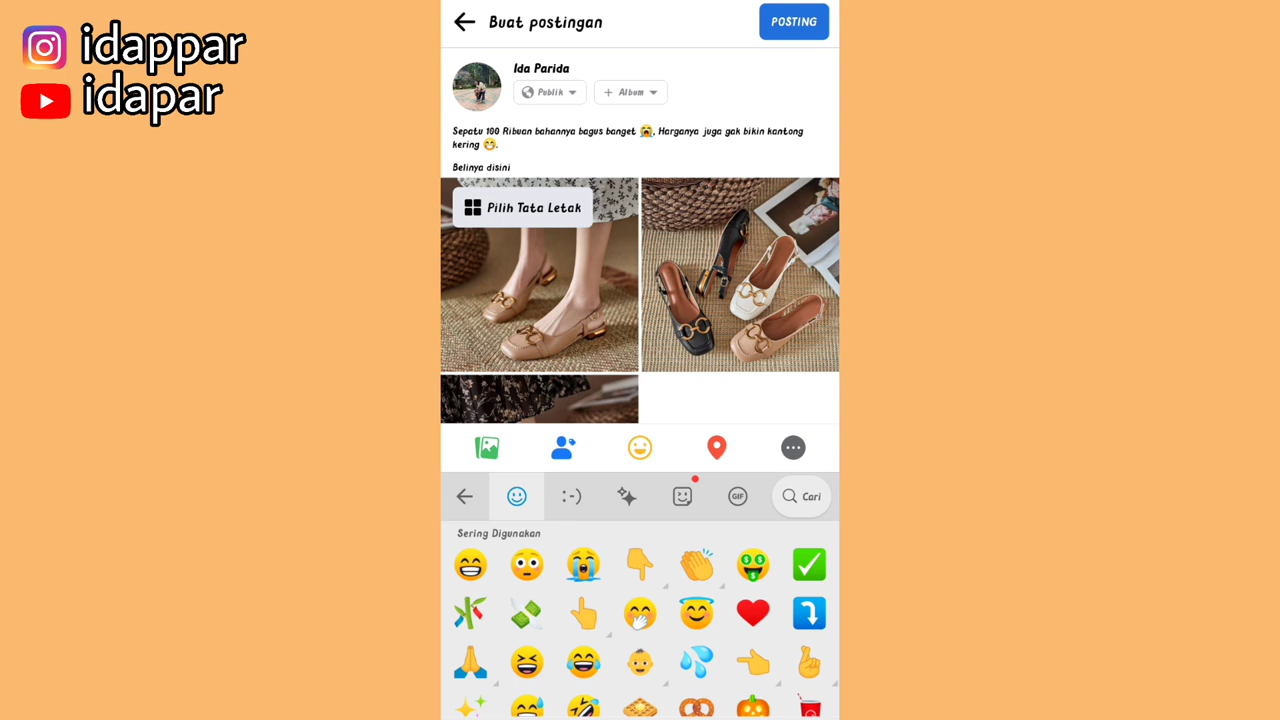 idappar
idapar
Buat postingan
POSTING
Ida Parida
Publik
+ Album
Sepatu 100 Ribuan bahannya bagus banget 😭, Harganya juga gak bikin kantong
kering 🤭.
Belinya disini
Pilih Tata Letak
:-)
GIF
Cari
Sering Digunakan